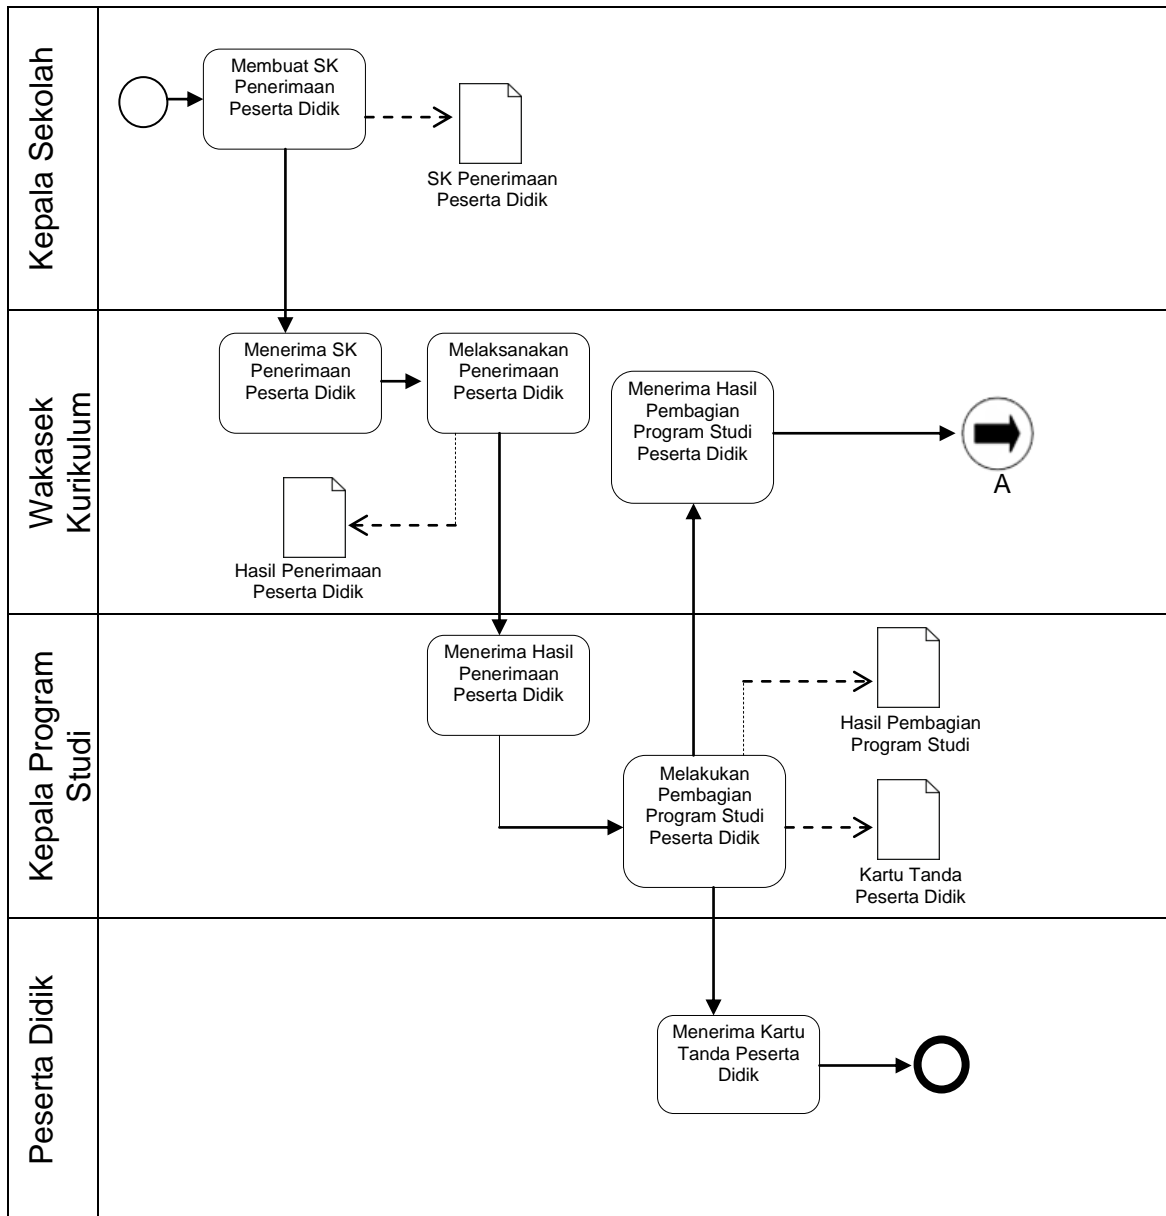 Kepala Sekolah
Membuat SK
Penerimaan
Peserta Didik
SK Penerimaan
Peserta Didik
Wakasek
Kurikulum
Menerima SK
Penerimaan
Peserta Didik
Melaksanakan
Penerimaan
Peserta Didik
Menerima Hasil
Pembagian
Program Studi
Peserta Didik
A
Hasil Penerimaan
Peserta Didik
Kepala Program
Studi
Menerima Hasil
Penerimaan
Peserta Didik
Hasil Pembagian
Program Studi
Melakukan
Pembagian
Program Studi
Peserta Didik
Kartu Tanda
Peserta Didik
Peserta Didik
Menerima Kartu
Tanda Peserta
Didik